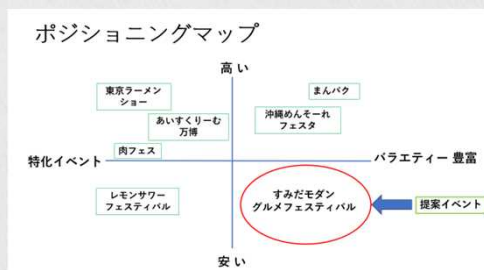 ポジショニングマップ
高い
東京ラーメン
ショー
まんパク
あいすくりーむ
万博
沖縄めんそーれ
フェスタ
肉フェス
特化イベント
バラエティー 豊富
レモンサワー
フェスティバル
すみだモダン
グルメフェスティバル
提案イベント
安い